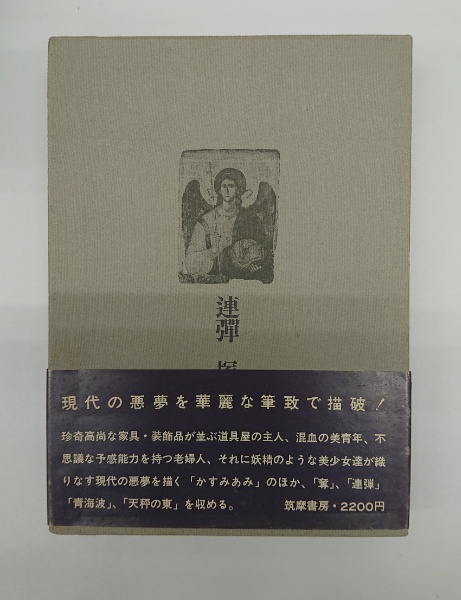 連彈
現代の悪夢を華麗な筆致で描破!
珍奇高尚な家具・装飾品が並ぶ道具屋の主人、混血の美青年、不
思議な予感能力を持つ老婦人、それに妖精のような美少女達が織
りなす現代の悪夢を描く「かすみあみ」のほか、「奪」、「連弾」
「青海波」、「天秤の東」を収める。 筑摩書房・2200円